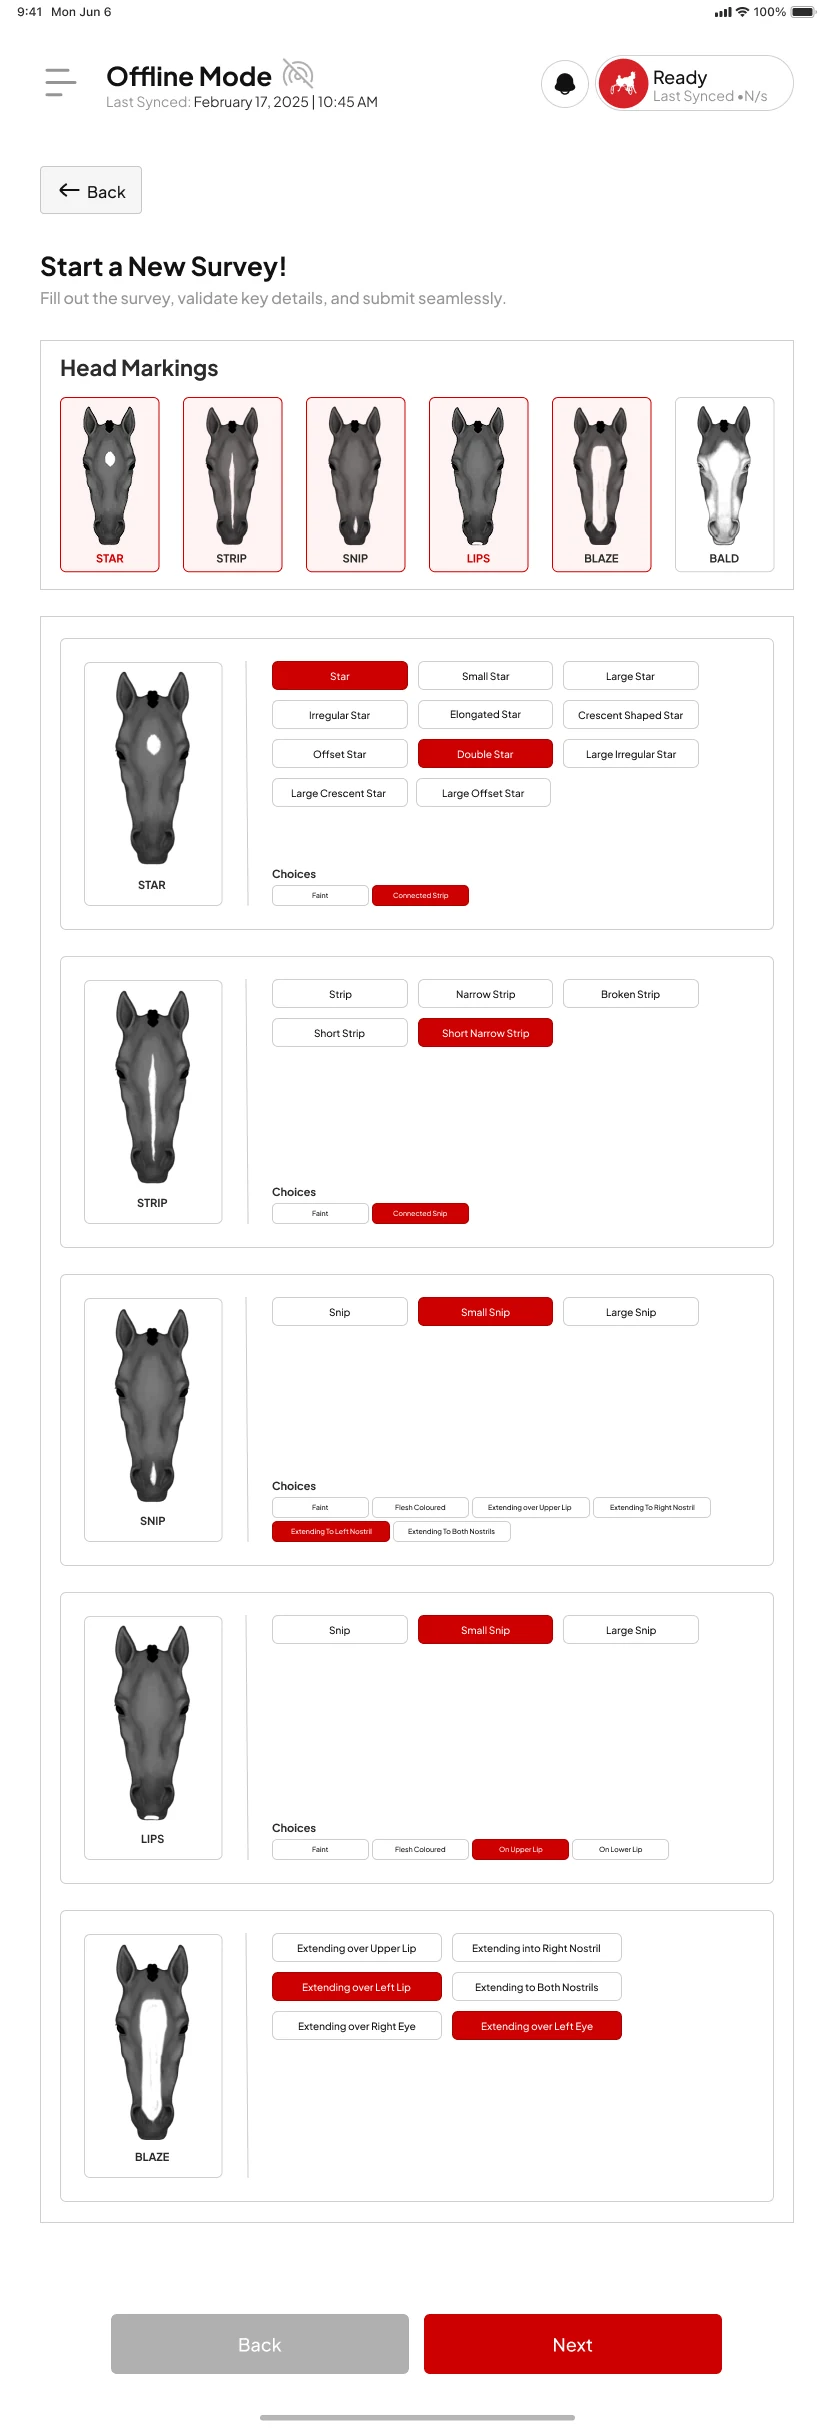 9:41 Mon Jun 6 100%
Offline Mode
Last Synced: February 17, 2025 | 10:45 AM
Ready
Last Synced •N/s
Back
Start a New Survey!
Fill out the survey, validate key details, and submit seamlessly.
Head Markings
STAR STRIP SNIP LIPS BLAZE BALD
STAR
Star Small Star Large Star
Irregular Star Elongated Star Crescent Shaped Star
Offset Star Double Star Large Irregular Star
Large Crescent Star Large Offset Star
Choices
Faint Connected Strip
STRIP
Strip Narrow Strip Broken Strip
Short Strip Short Narrow Strip
Choices
Faint Connected Snip
SNIP
Snip Small Snip Large Snip
Choices
Faint Flesh Coloured Extending over Upper Lip Extending To Right Nostril
Extending To Left Nostril Extending To Both Nostrils
LIPS
Snip Small Snip Large Snip
Choices
Faint Flesh Coloured On Upper Lip On Lower Lip
BLAZE
Extending over Upper Lip Extending into Right Nostril
Extending over Left Lip Extending to Both Nostrils
Extending over Right Eye Extending over Left Eye
Back Next